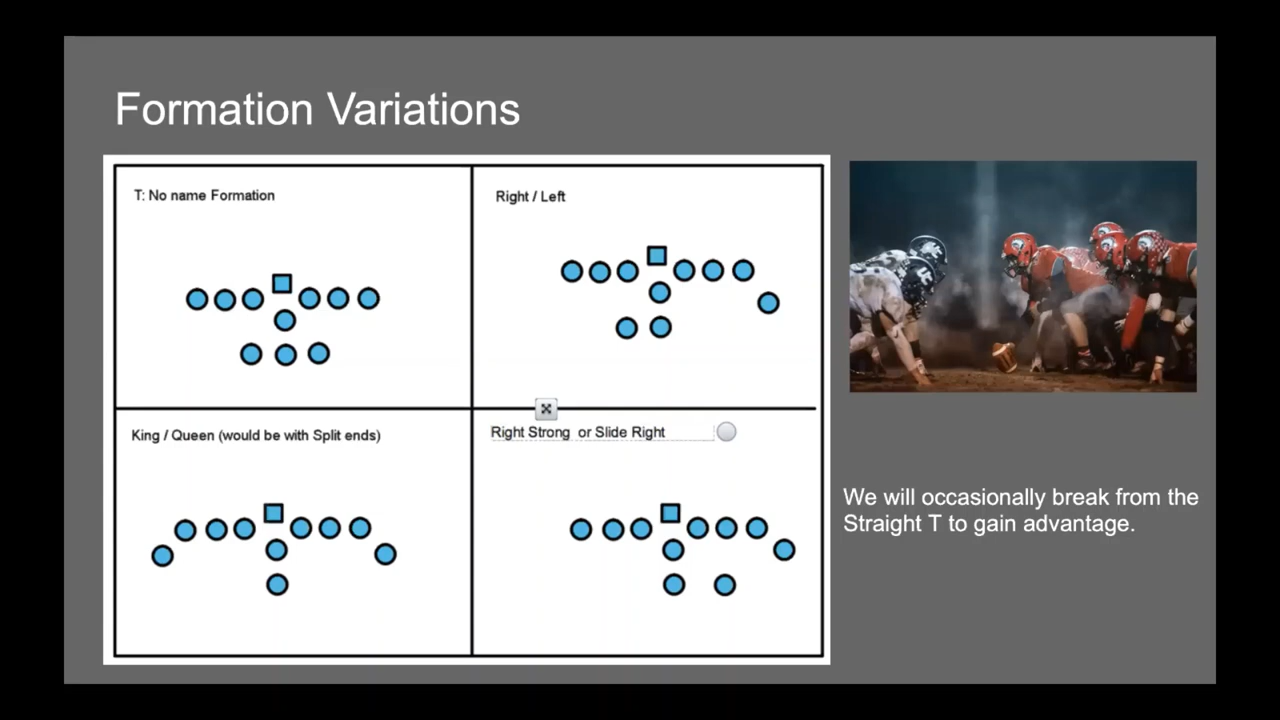 Formation Variations
T: No name Formation
Right / Left
King / Queen (would be with Split ends)
Right Strong or Slide Right
We will occasionally break from the
Straight T to gain advantage.